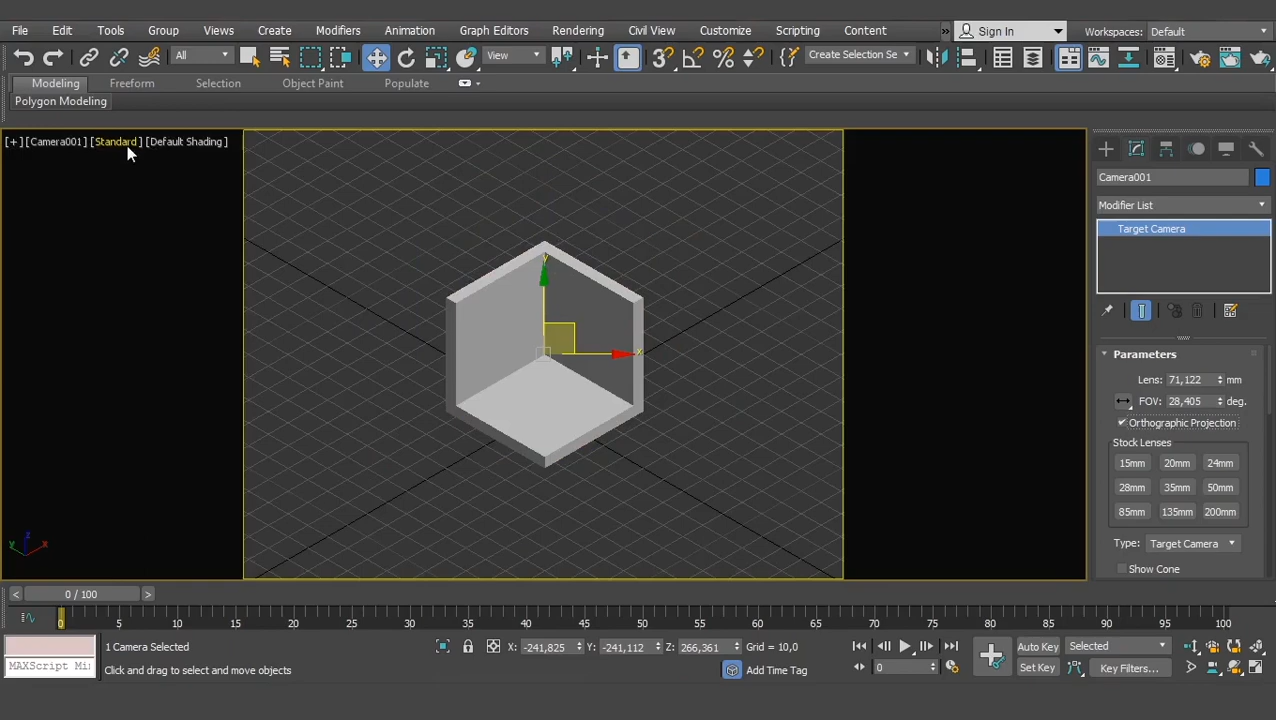 File Edit Tools Group Views Create Modifiers Animation Graph Editors Rendering Civil View Customize Scripting Content » Sign In Workspaces: Default
All View Create Selection Se
Modeling Freeform Selection Object Paint Populate
Polygon Modeling
[+] [Camera001] [Standard] [Default Shading]
Camera001
Modifier List
Target Camera
Parameters
Lens: 71,122 mm
FOV: 28,405 deg.
Orthographic Projection
Stock Lenses
15mm 20mm 24mm
28mm 35mm 50mm
85mm 135mm 200mm
Type: Target Camera
Show Cone
y
x
z
y x
< 0 / 100 >
0 5 10 15 20 25 30 35 40 45 50 55 60 65 70 75 80 85 90 95 100
1 Camera Selected X: -241,825 Y: -241,112 Z: 266,361 Grid = 10,0 Auto Key Selected
MAXScript Mi Click and drag to select and move objects Add Time Tag 0 Set Key Key Filters...